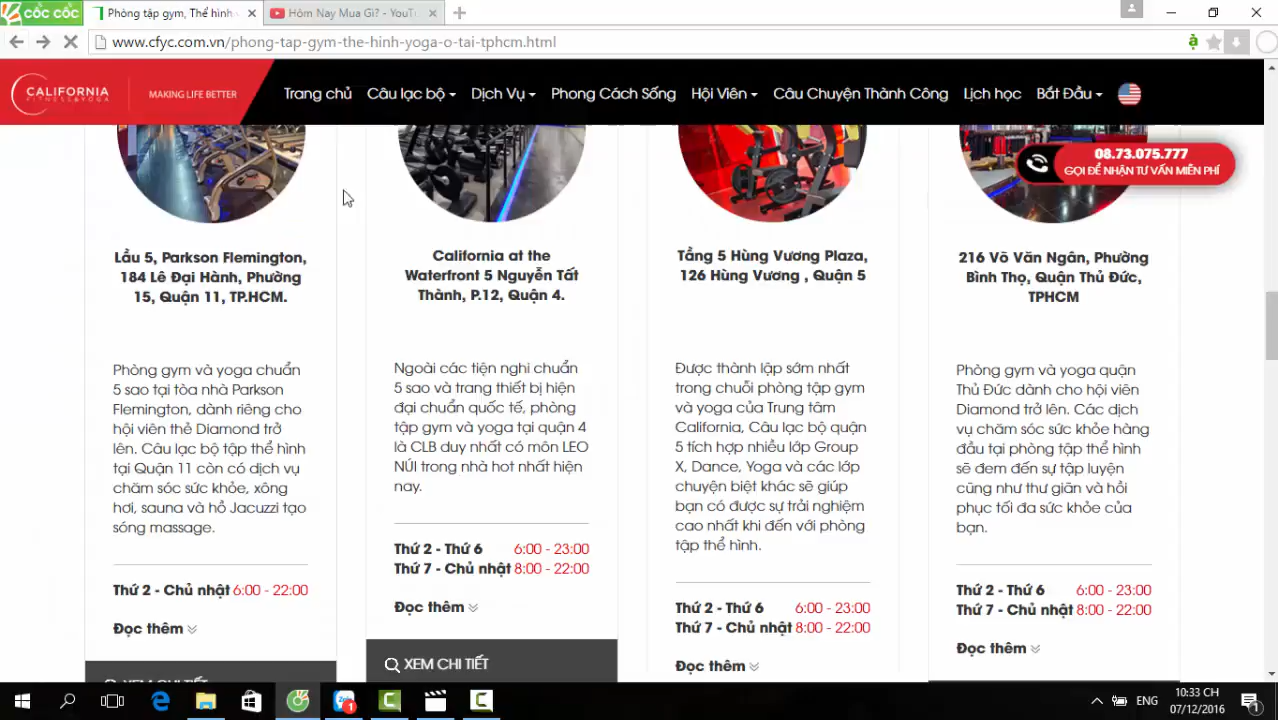 CỐC CỐC
Phòng tập gym, Thể hình,
Hôm Nay Mua Gì? - YouTu
www.cfyc.com.vn/phong-tap-gym-the-hinh-yoga-o-tai-tphcm.html
CALIFORNIA
FITNESS&YOGA
MAKING LIFE BETTER
Trang chủ
Câu lạc bộ
Dịch Vụ
Phong Cách Sống
Hội Viên
Câu Chuyện Thành Công
Lịch học
Bắt Đầu
08.73.075.777
GỌI ĐỂ NHẬN TƯ VẤN MIỄN PHÍ
Lầu 5, Parkson Flemington,
184 Lê Đại Hành, Phường
15, Quận 11, TP.HCM.
Phòng gym và yoga chuẩn
5 sao tại tòa nhà Parkson
Flemington, dành riêng cho
hội viên thẻ Diamond trở
lên. Câu lạc bộ tập thể hình
tại Quận 11 còn có dịch vụ
chăm sóc sức khỏe, xông
hơi, sauna và hồ Jacuzzi tạo
sóng massage.
Thứ 2 - Chủ nhật 6:00 - 22:00
Đọc thêm
XEM CHI TIẾT
California at the
Waterfront 5 Nguyễn Tất
Thành, P.12, Quận 4.
Ngoài các tiện nghi chuẩn
5 sao và trang thiết bị hiện
đại chuẩn quốc tế, phòng
tập gym và yoga tại quận 4
là CLB duy nhất có môn LEO
NÚI trong nhà hot nhất hiện
nay.
Thứ 2 - Thứ 6 6:00 - 23:00
Thứ 7 - Chủ nhật 8:00 - 22:00
Đọc thêm
XEM CHI TIẾT
Tầng 5 Hùng Vương Plaza,
126 Hùng Vương , Quận 5
Được thành lập sớm nhất
trong chuỗi phòng tập gym
và yoga của Trung tâm
California, Câu lạc bộ quận
5 tích hợp nhiều lớp Group
X, Dance, Yoga và các lớp
chuyện biệt khác sẽ giúp
bạn có được sự trải nghiệm
cao nhất khi đến với phòng
tập thể hình.
Thứ 2 - Thứ 6 6:00 - 23:00
Thứ 7 - Chủ nhật 8:00 - 22:00
Đọc thêm
216 Võ Văn Ngân, Phường
Bình Thọ, Quận Thủ Đức,
TPHCM
Phòng gym và yoga quận
Thủ Đức dành cho hội viên
Diamond trở lên. Các dịch
vụ chăm sóc sức khỏe hàng
đầu tại phòng tập thể hình
sẽ đem đến sự tập luyện
cũng như thư giãn và hồi
phục tối đa sức khỏe của
bạn.
Thứ 2 - Thứ 6 6:00 - 23:00
Thứ 7 - Chủ nhật 8:00 - 22:00
Đọc thêm
ENG
10:33 CH
07/12/2016